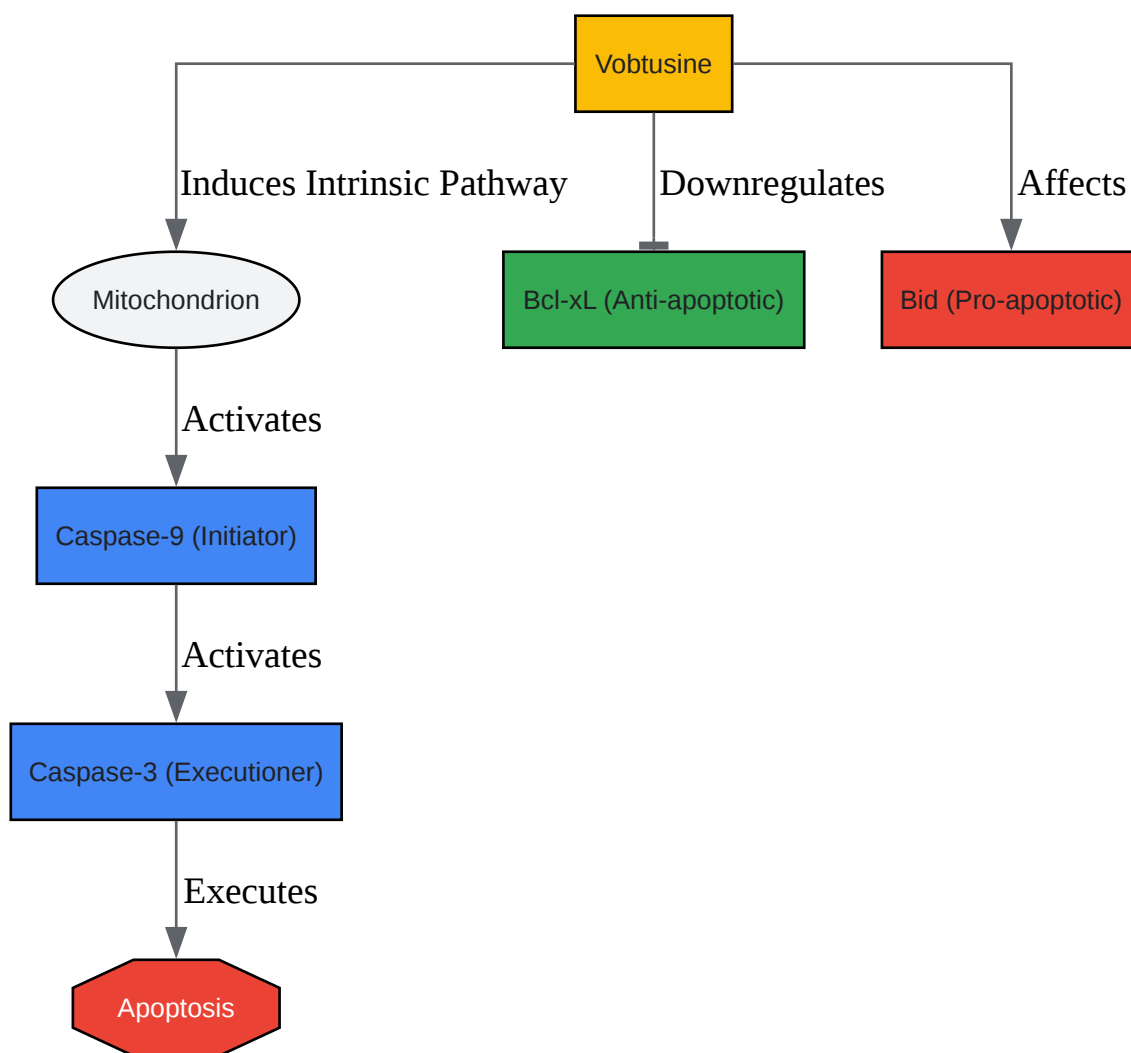 Vobtusine
Induces Intrinsic Pathway
Downregulates
Affects
Mitochondrion
Bcl-xL (Anti-apoptotic)
Bid (Pro-apoptotic)
Activates
Caspase-9 (Initiator)
Activates
Caspase-3 (Executioner)
Executes
Apoptosis